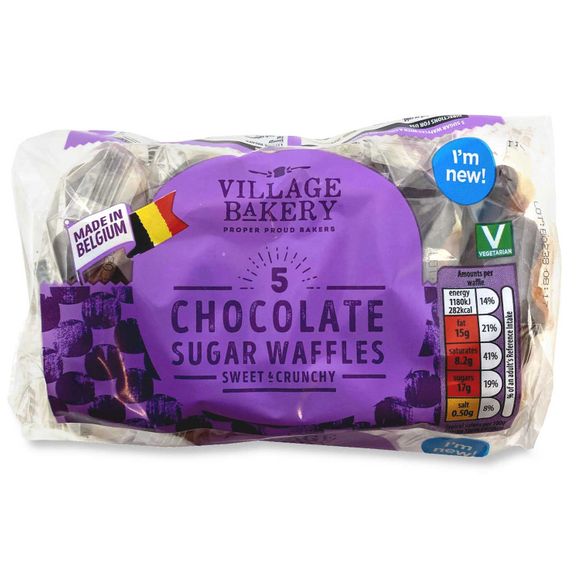 I'm
new!
VILLAGE
BAKERY
PROPER PROUD BAKERS
MADE IN
BELGIUM
V
VEGETARIAN
5
CHOCOLATE
SUGAR WAFFLES
SWEET & CRUNCHY
Amounts per
waffle
energy
1180kJ
282kcal
14%
fat
15g
21%
saturates
8.2g
41%
sugars
17g
19%
salt
0.50g
8%
% of an adult's Reference Intake
VILLAGE
I'm
new!